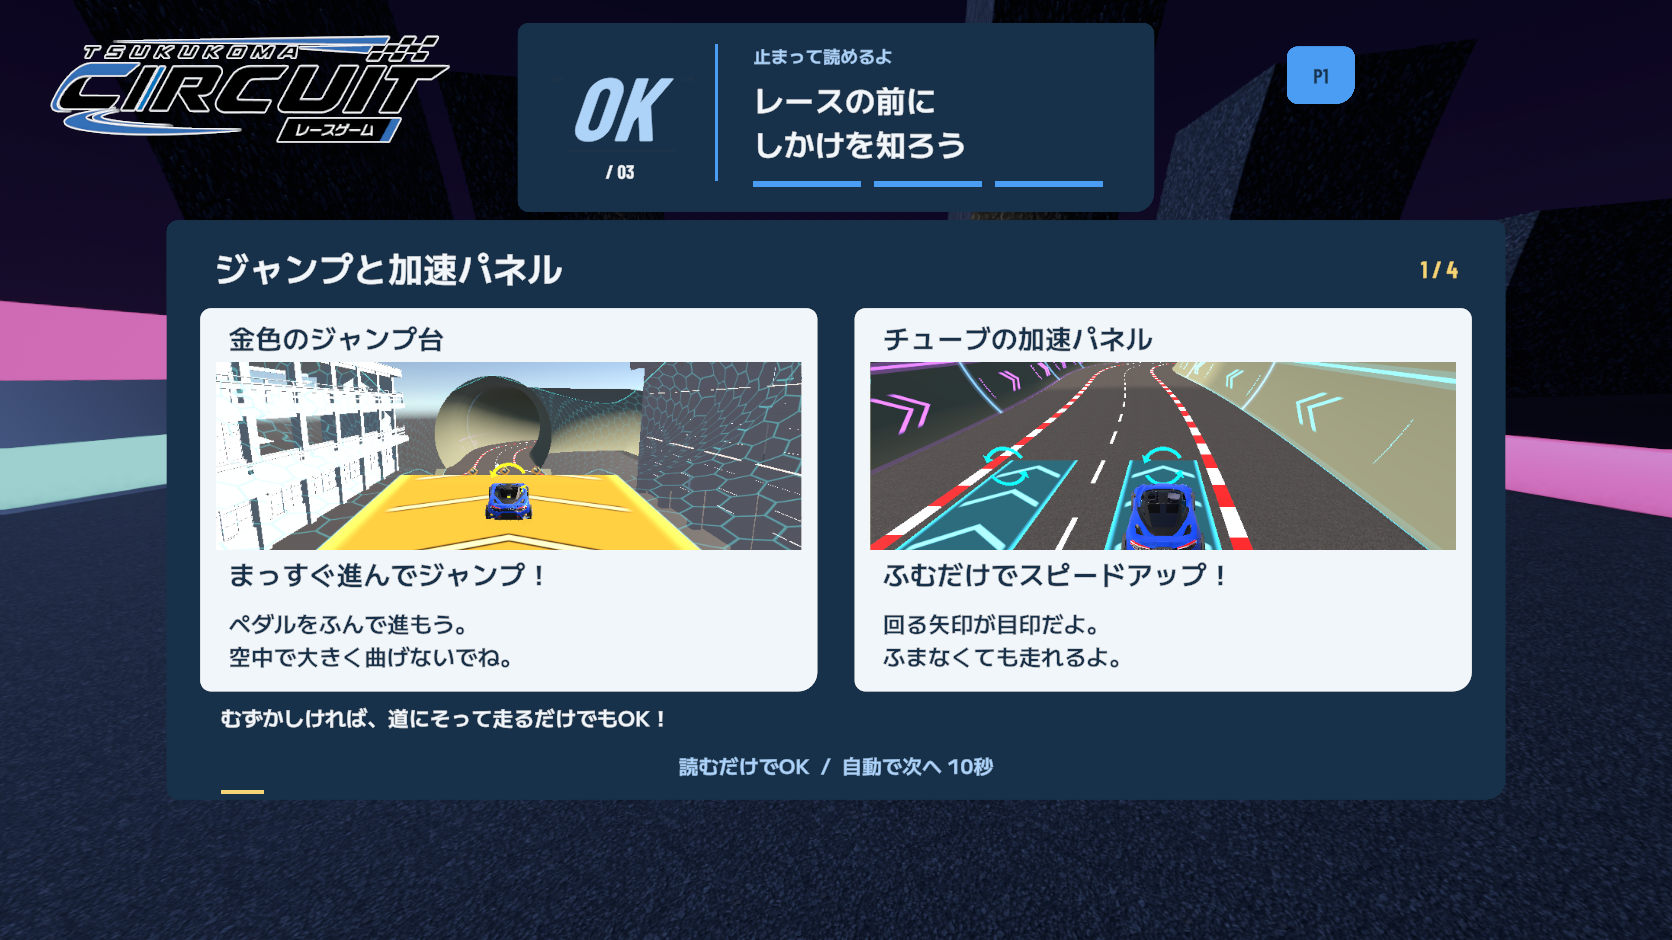 TSUKUKOMA
CIRCUIT
レースゲーム
OK
/ 03
止まって読めるよ
レースの前に
しかけを知ろう
P1
ジャンプと加速パネル
1/4
金色のジャンプ台
まっすぐ進んでジャンプ！
ペダルをふんで進もう。
空中で大きく曲げないでね。
チューブの加速パネル
ふむだけでスピードアップ！
回る矢印が目印だよ。
ふまなくても走れるよ。
むずかしければ、道にそって走るだけでもOK！
読むだけでOK / 自動で次へ 10秒